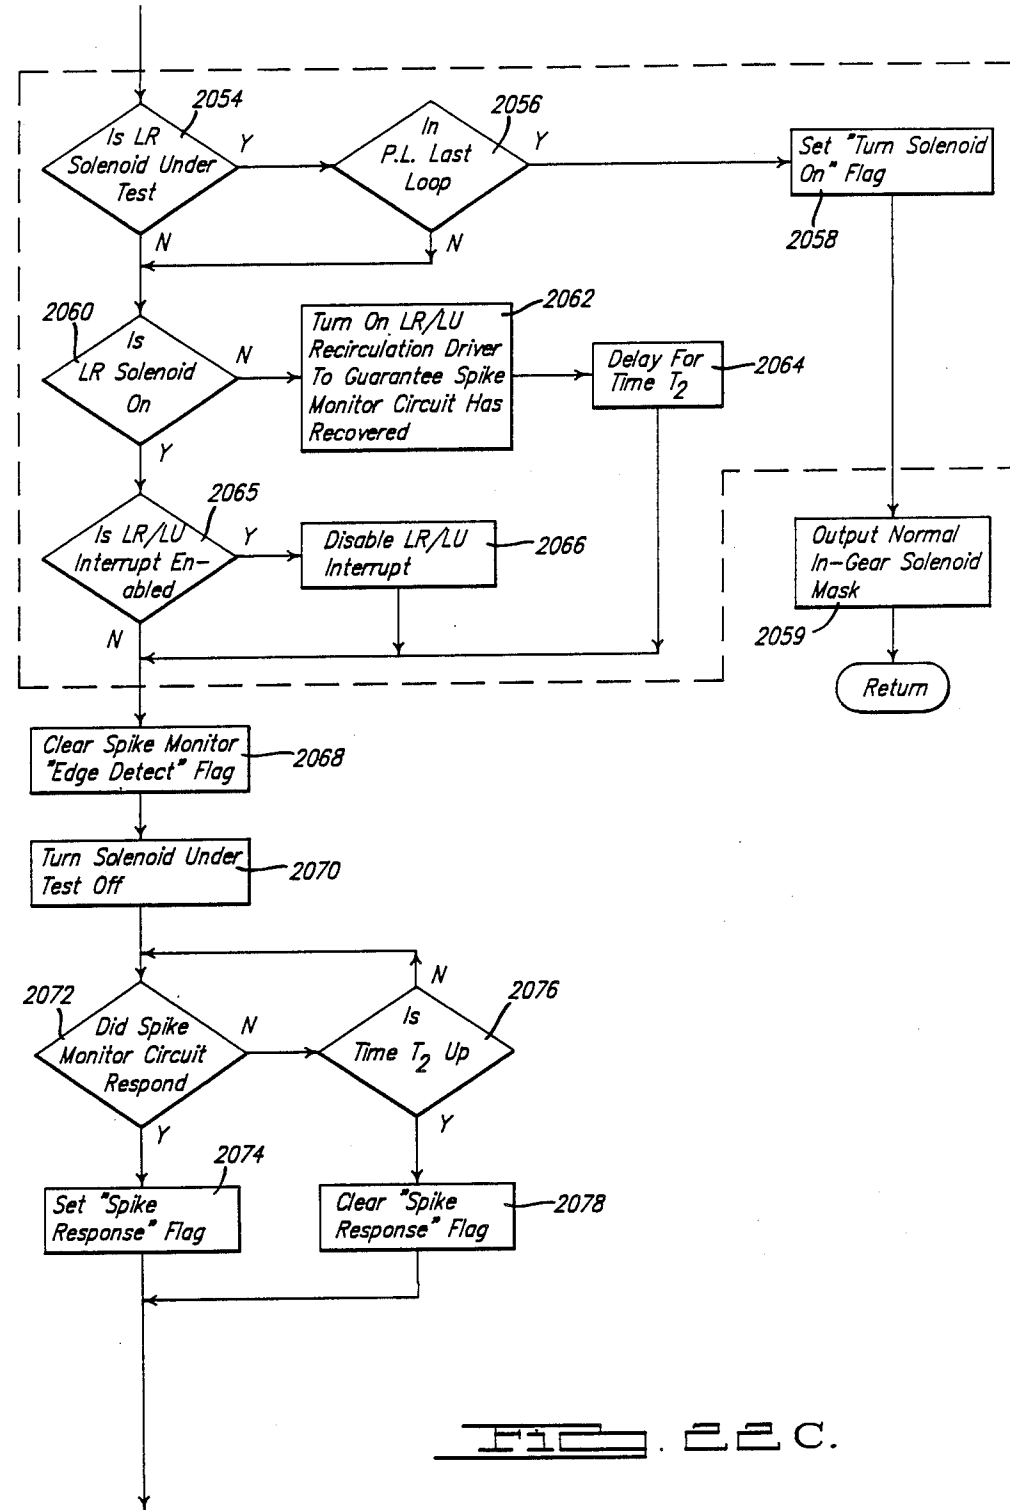 2054
Is LR
Solenoid Under
Test
Y
N
2056
In
P.L. Last
Loop
Y
N
Set "Turn Solenoid
On" Flag
2058
2060
Is
LR Solenoid
On
N
Y
2062
Turn On LR/LU
Recirculation Driver
To Guarantee Spike
Monitor Circuit Has
Recovered
Delay For
Time T2
2064
2065
Is LR/LU
Interrupt En-
abled
Y
N
Disable LR/LU
Interrupt
2066
Output Normal
In-Gear Solenoid
Mask
2059
Return
Clear Spike Monitor
"Edge Detect" Flag
2068
Turn Solenoid Under
Test Off
2070
2072
Did Spike
Monitor Circuit
Respond
N
Y
2076
Is
Time T2 Up
N
Y
2074
Set "Spike
Response" Flag
Clear "Spike
Response" Flag
2078
FIG. 22C.